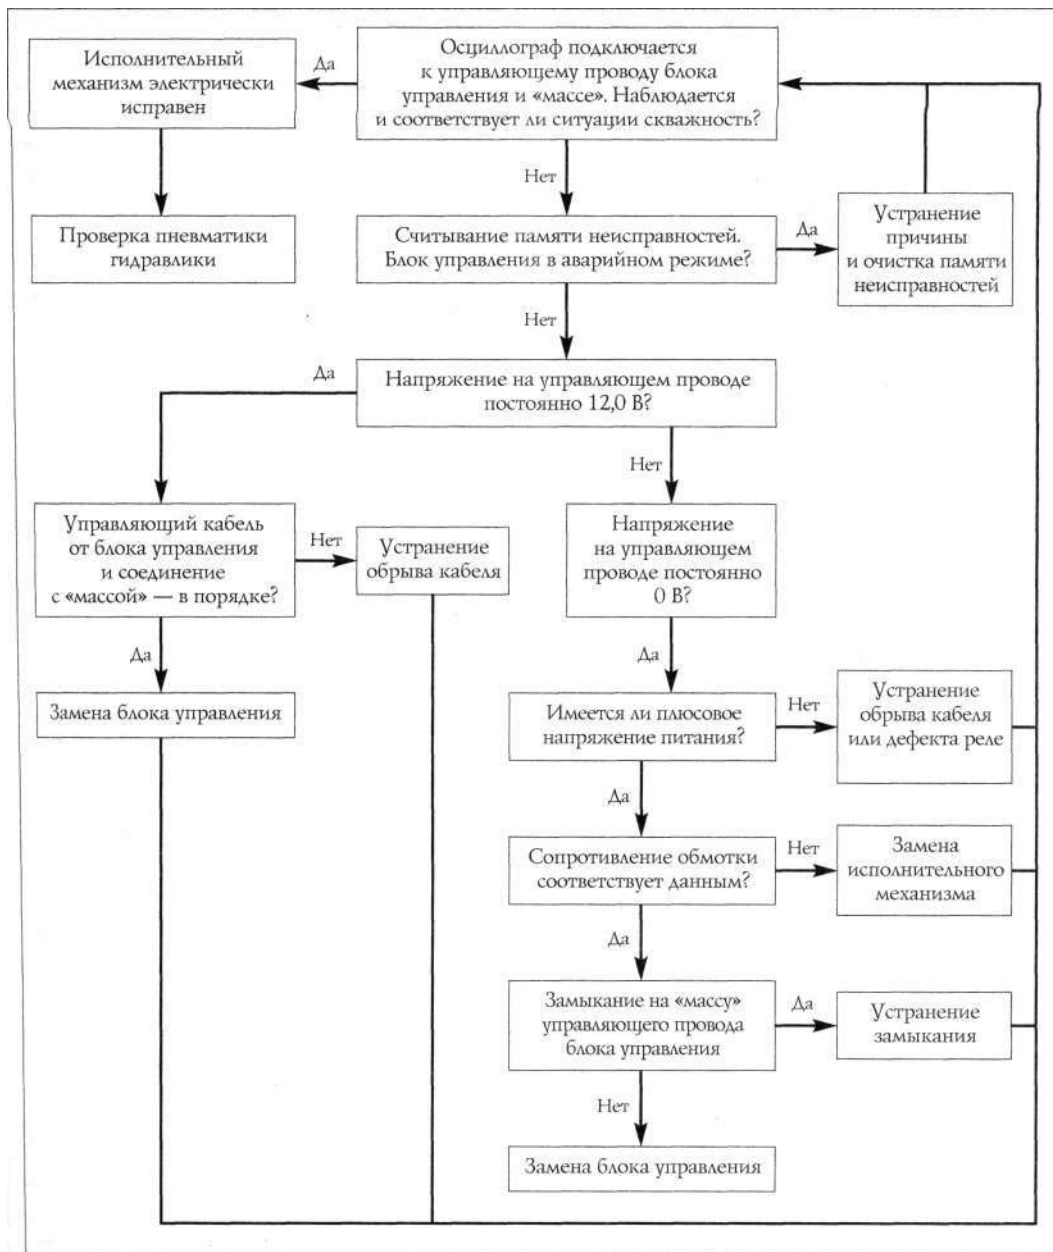 Исполнительный
механизм электрически
исправен
Да
Осциллограф подключается
к управляющему проводу блока
управления и «массе». Наблюдается
и соответствует ли ситуации скважность?
Нет
Проверка пневматики
гидравлики
Считывание памяти неисправностей.
Блок управления в аварийном режиме?
Да
Устранение
причины
и очистка памяти
неисправностей
Нет
Да
Напряжение на управляющем проводе
постоянно 12,0 В?
Нет
Управляющий кабель
от блока управления
и соединение
с «массой» — в порядке?
Нет
Устранение
обрыва кабеля
Напряжение
на управляющем
проводе постоянно
0 В?
Да
Да
Замена блока управления
Имеется ли плюсовое
напряжение питания?
Нет
Устранение
обрыва кабеля
или дефекта реле
Да
Сопротивление обмотки
соответствует данным?
Нет
Замена
исполнительного
механизма
Да
Замыкание на «массу»
управляющего провода
блока управления
Да
Устранение
замыкания
Нет
Замена блока управления